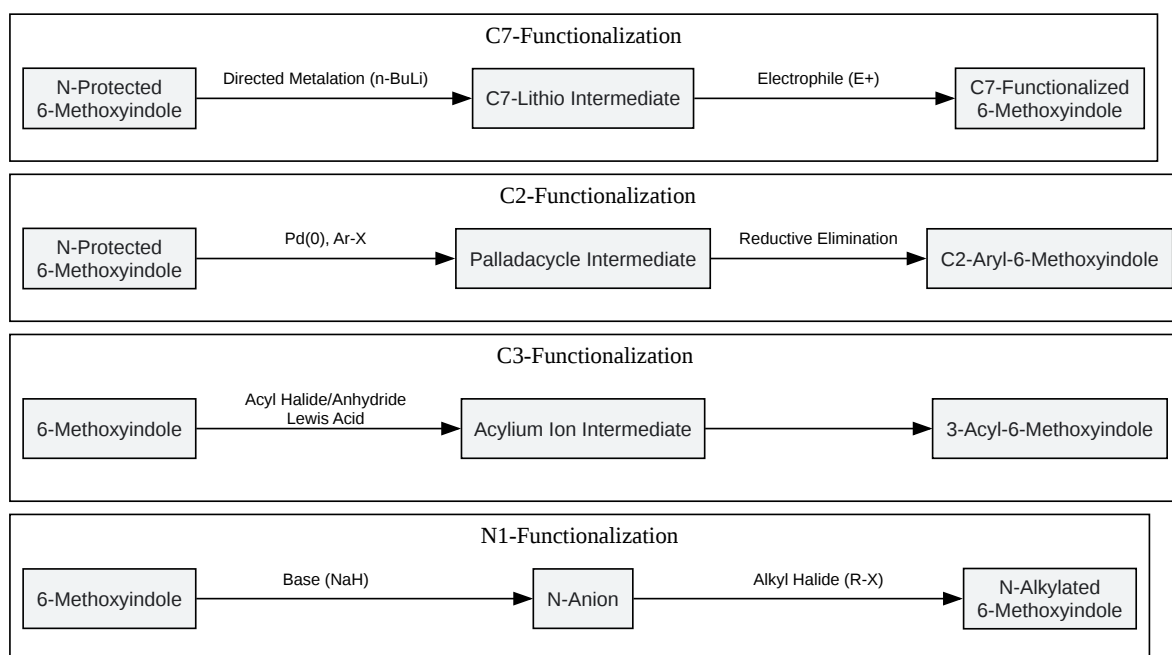 C7-Functionalization
N-Protected
6-Methoxyindole
Directed Metalation (n-BuLi)
C7-Lithio Intermediate
Electrophile (E+)
C7-Functionalized
6-Methoxyindole
C2-Functionalization
N-Protected
6-Methoxyindole
Pd(0), Ar-X
Palladacycle Intermediate
Reductive Elimination
C2-Aryl-6-Methoxyindole
C3-Functionalization
6-Methoxyindole
Acyl Halide/Anhydride
Lewis Acid
Acylium Ion Intermediate
3-Acyl-6-Methoxyindole
N1-Functionalization
6-Methoxyindole
Base (NaH)
N-Anion
Alkyl Halide (R-X)
N-Alkylated
6-Methoxyindole